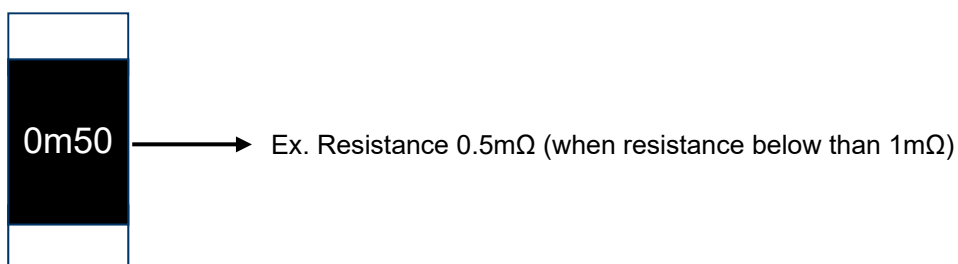 0m50
Ex. Resistance 0.5mΩ (when resistance below than 1mΩ)